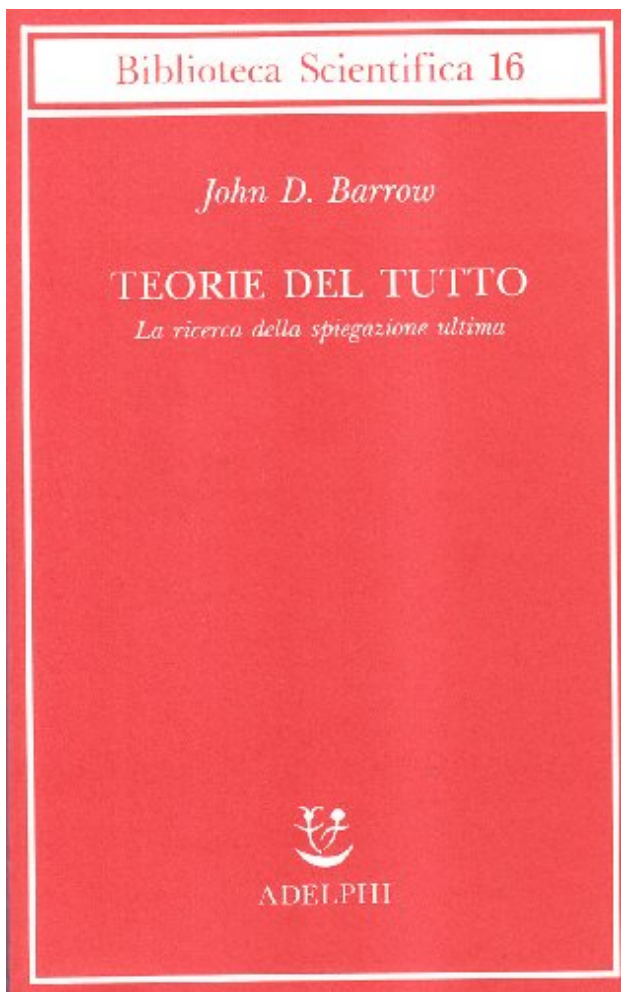 Biblioteca Scientifica 16
John D. Barrow
TEORIE DEL TUTTO
La ricerca della spiegazione ultima
ADELPHI